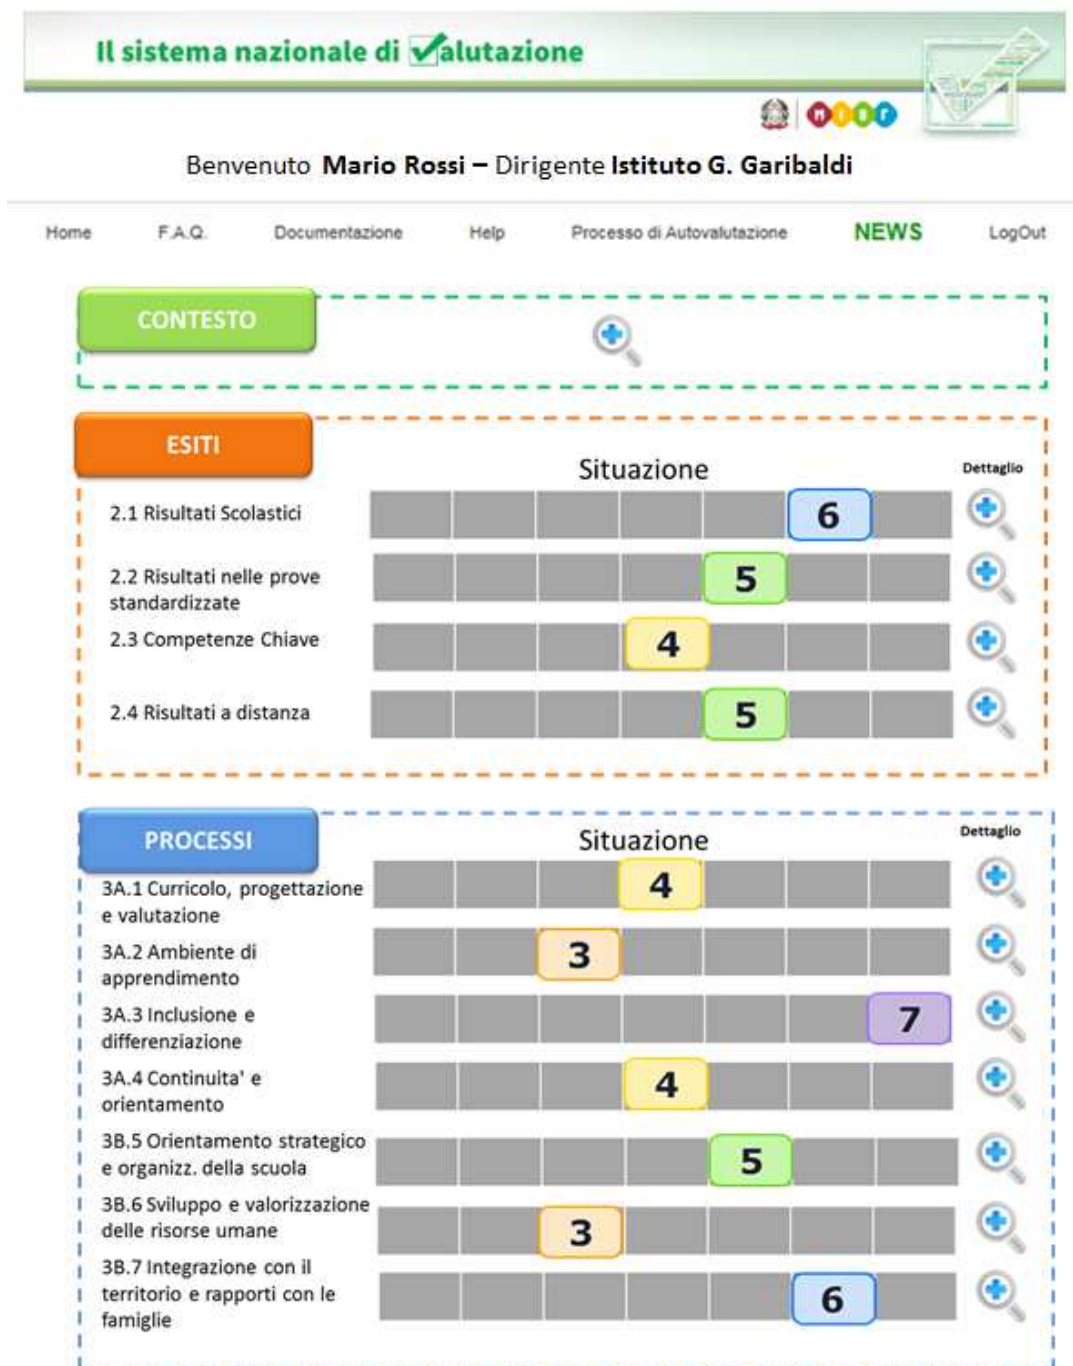 Il sistema nazionale di Valutazione
MIUR
Benvenuto Mario Rossi – Dirigente Istituto G. Garibaldi
Home F.A.Q. Documentazione Help Processo di Autovalutazione NEWS LogOut
CONTESTO
ESITI
Situazione Dettaglio
2.1 Risultati Scolastici 6
2.2 Risultati nelle prove
standardizzate 5
2.3 Competenze Chiave 4
2.4 Risultati a distanza 5
PROCESSI Situazione Dettaglio
3A.1 Curricolo, progettazione
e valutazione 4
3A.2 Ambiente di
apprendimento 3
3A.3 Inclusione e
differenziazione 7
3A.4 Continuita' e
orientamento 4
3B.5 Orientamento strategico
e organizz. della scuola 5
3B.6 Sviluppo e valorizzazione
delle risorse umane 3
3B.7 Integrazione con il
territorio e rapporti con le
famiglie 6